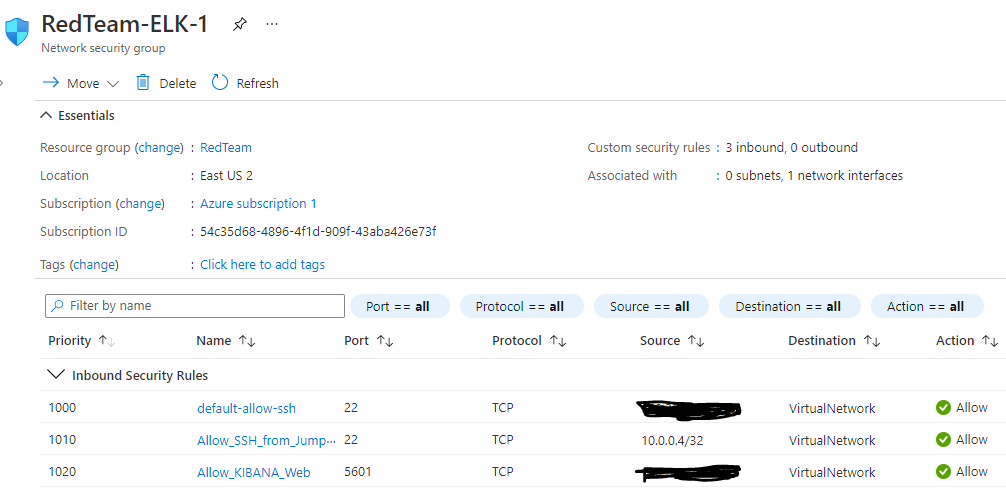 RedTeam-ELK-1
Network security group
Move Delete Refresh
Essentials
Resource group (change) : RedTeam Custom security rules : 3 inbound, 0 outbound
Location : East US 2 Associated with : 0 subnets, 1 network interfaces
Subscription (change) : Azure subscription 1
Subscription ID : 54c35d68-4896-4f1d-909f-43aba426e73f
Tags (change) : Click here to add tags
Filter by name Port == all Protocol == all Source == all Destination == all Action == all
Priority Name Port Protocol Source Destination Action
Inbound Security Rules
1000 default-allow-ssh 22 TCP VirtualNetwork Allow
1010 Allow_SSH_from_Jump... 22 TCP 10.0.0.4/32 VirtualNetwork Allow
1020 Allow_KIBANA_Web 5601 TCP VirtualNetwork Allow